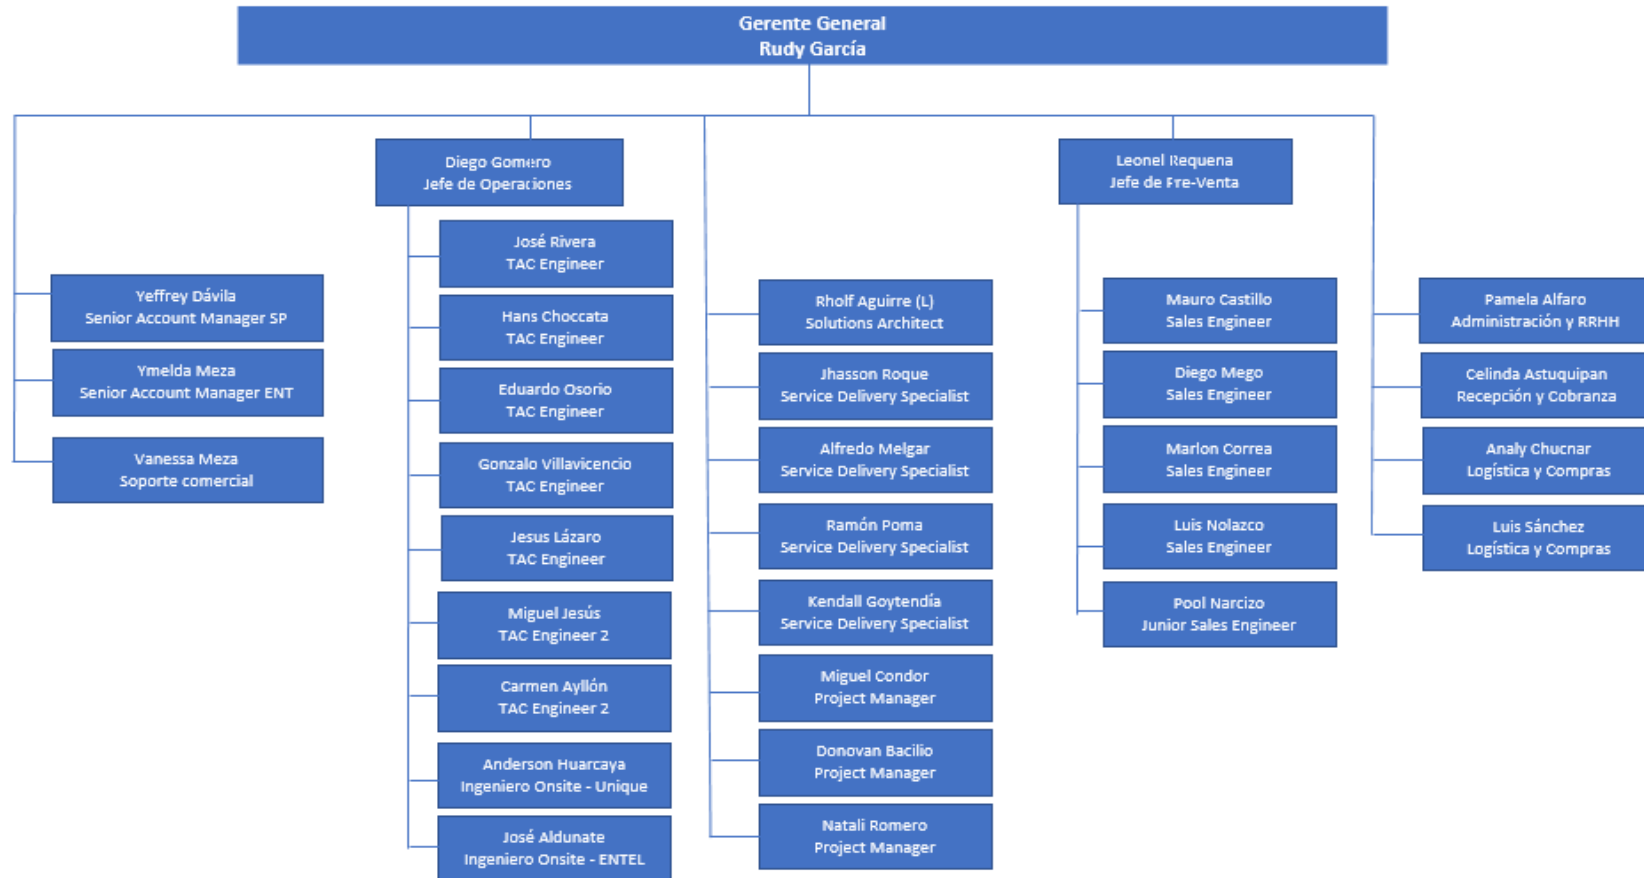 Gerente General
Rudy García
Diego Gomero
Jefe de Operaciones
Leonel Requena
Jefe de Pre-Venta
Yeffrey Dávila
Senior Account Manager SP
Ymelda Meza
Senior Account Manager ENT
Vanessa Meza
Soporte comercial
José Rivera
TAC Engineer
Hans Choccata
TAC Engineer
Eduardo Osorio
TAC Engineer
Gonzalo Villavicencio
TAC Engineer
Jesus Lázaro
TAC Engineer
Miguel Jesús
TAC Engineer 2
Carmen Ayllón
TAC Engineer 2
Anderson Huarcaya
Ingeniero Onsite - Unique
José Aldunate
Ingeniero Onsite - ENTEL
Rholf Aguirre (L)
Solutions Architect
Jhasson Roque
Service Delivery Specialist
Alfredo Melgar
Service Delivery Specialist
Ramón Poma
Service Delivery Specialist
Kendall Goytendía
Service Delivery Specialist
Miguel Condor
Project Manager
Donovan Bacilio
Project Manager
Natali Romero
Project Manager
Mauro Castillo
Sales Engineer
Diego Mego
Sales Engineer
Marlon Correa
Sales Engineer
Luis Nolazco
Sales Engineer
Pool Narcizo
Junior Sales Engineer
Pamela Alfaro
Administración y RRHH
Celinda Astuquipan
Recepción y Cobranza
Analy Chucnar
Logística y Compras
Luis Sánchez
Logística y Compras